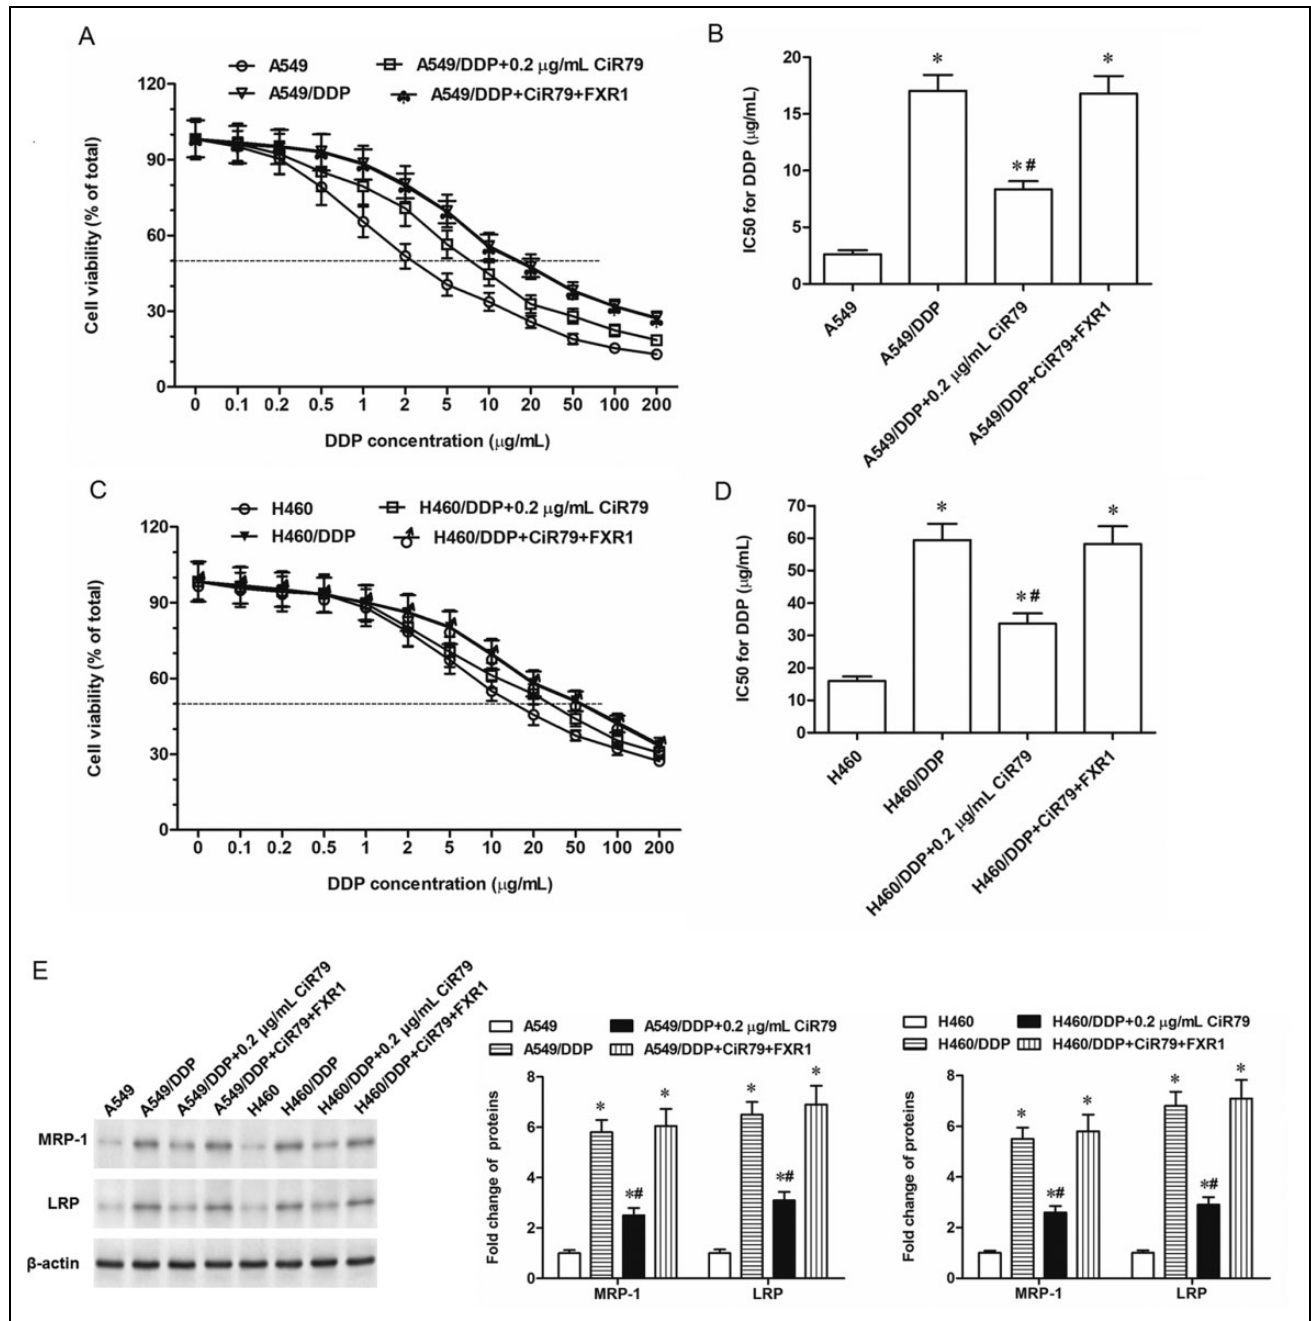 A
A549
A549/DDP+0.2 μg/mL CiR79
A549/DDP
A549/DDP+CiR79+FXR1
120
90
60
30
0
Cell viability (% of total)
0 0.1 0.2 0.5 1 2 5 10 20 50 100 200
DDP concentration (μg/mL)
B
20
15
10
5
0
IC50 for DDP (μg/mL)
*
*#
*
A549
A549/DDP
A549/DDP+0.2 μg/mL CiR79
A549/DDP+CiR79+FXR1
C
H460
H460/DDP+0.2 μg/mL CiR79
H460/DDP
H460/DDP+CiR79+FXR1
120
90
60
30
0
Cell viability (% of total)
0 0.1 0.2 0.5 1 2 5 10 20 50 100 200
DDP concentration (μg/mL)
D
70
60
50
40
30
20
10
0
IC50 for DDP (μg/mL)
*
*#
*
H460
H460/DDP
H460/DDP+0.2 μg/mL CiR79
H460/DDP+CiR79+FXR1
E
A549
A549/DDP
A549/DDP+0.2 μg/mL CiR79
A549/DDP+CiR79+FXR1
H460
H460/DDP
H460/DDP+0.2 μg/mL CiR79
H460/DDP+CiR79+FXR1
MRP-1
LRP
β-actin
A549
A549/DDP+0.2 μg/mL CiR79
A549/DDP
A549/DDP+CiR79+FXR1
8
6
4
2
0
Fold change of proteins
*
*#
*
*
*#
*
MRP-1 LRP
H460
H460/DDP+0.2 μg/mL CiR79
H460/DDP
H460/DDP+CiR79+FXR1
8
6
4
2
0
Fold change of proteins
*
*#
*
*
*#
*
MRP-1 LRP